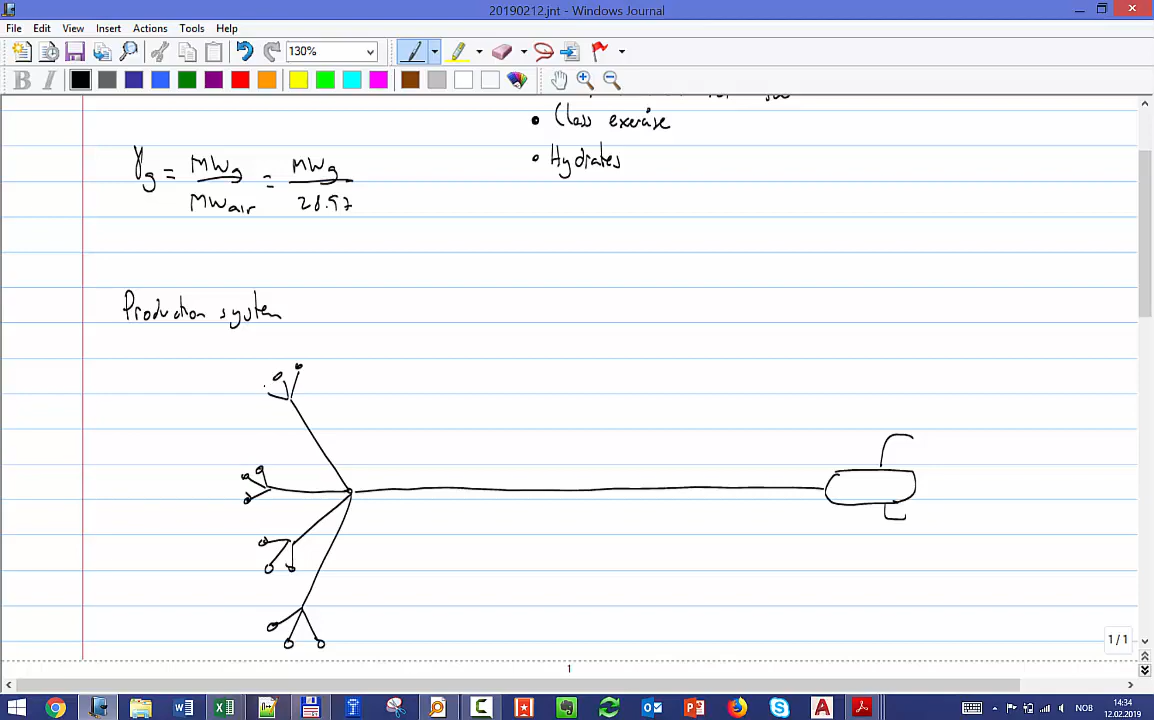 20190212.jnt - Windows Journal
File Edit View Insert Actions Tools Help
130%
B I
• Class exercise
• Hydrates
γg = MWg / MWair = MWg / 28.97
Production system
1 / 1
1
NOB
14:34
12.02.2019